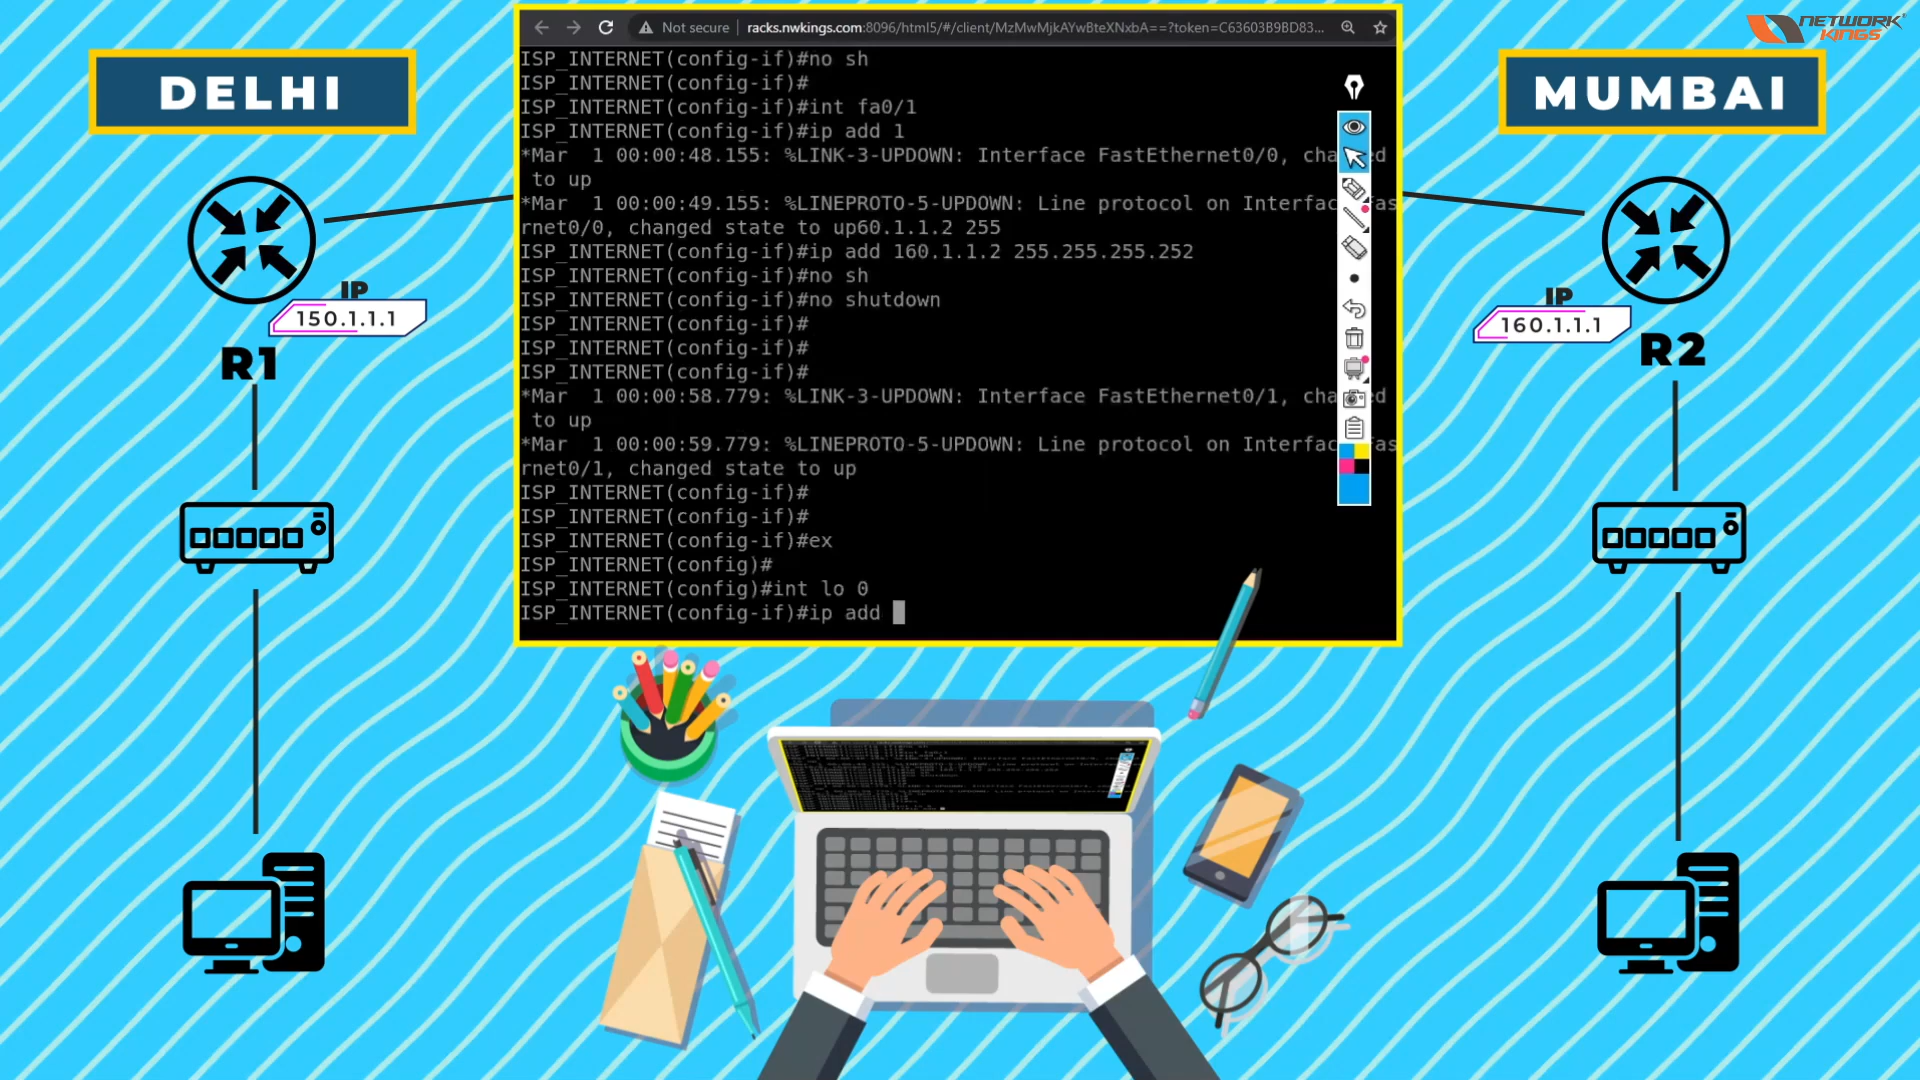 Not secure racks.nwkings.com:8096/html5/#/client/MzMwMjkAYwBteXNxbA==?token=C63603B9BD83...
NETWORK
KINGS
DELHI
MUMBAI
ISP_INTERNET(config-if)#no sh
ISP_INTERNET(config-if)#
ISP_INTERNET(config-if)#int fa0/1
ISP_INTERNET(config-if)#ip add 1
*Mar  1 00:00:48.155: %LINK-3-UPDOWN: Interface FastEthernet0/0, cha d
to up
*Mar  1 00:00:49.155: %LINEPROTO-5-UPDOWN: Line protocol on Interfac as
rnet0/0, changed state to up60.1.1.2 255
ISP_INTERNET(config-if)#ip add 160.1.1.2 255.255.255.252
ISP_INTERNET(config-if)#no sh
ISP_INTERNET(config-if)#no shutdown
ISP_INTERNET(config-if)#
ISP_INTERNET(config-if)#
ISP_INTERNET(config-if)#
*Mar  1 00:00:58.779: %LINK-3-UPDOWN: Interface FastEthernet0/1, cha d
to up
*Mar  1 00:00:59.779: %LINEPROTO-5-UPDOWN: Line protocol on Interfac as
rnet0/1, changed state to up
ISP_INTERNET(config-if)#
ISP_INTERNET(config-if)#
ISP_INTERNET(config-if)#ex
ISP_INTERNET(config)#
ISP_INTERNET(config)#int lo 0
ISP_INTERNET(config-if)#ip add
IP
150.1.1.1
R1
IP
160.1.1.1
R2